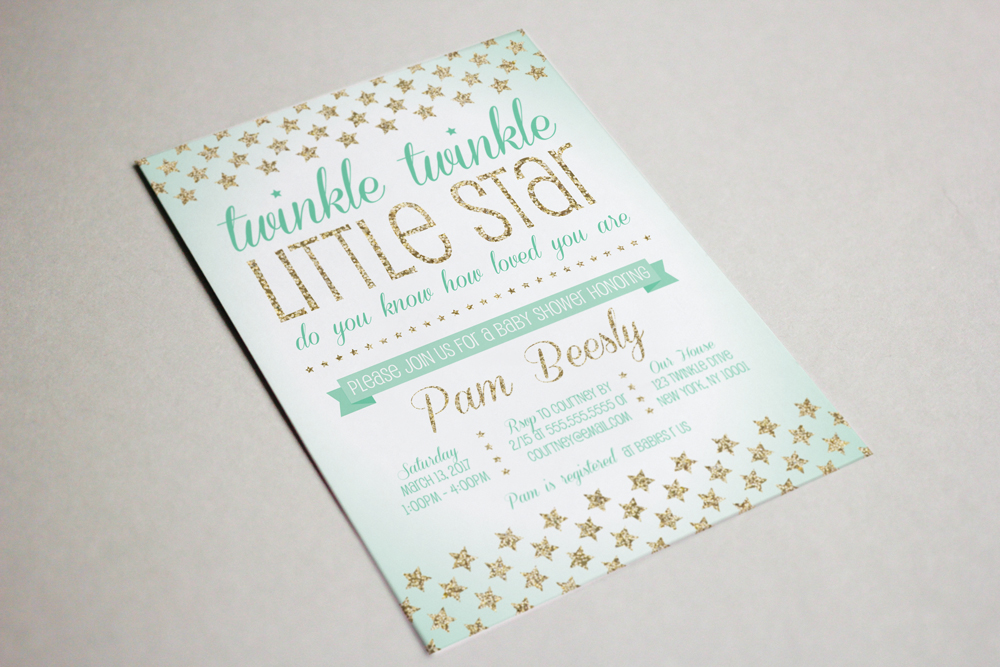 twinkle twinkle
LITTLE STAR
do you know how loved you are
PLEASE JOIN US FOR A BABY SHOWER HONORING
Pam Beesly
Saturday
MARCH 13, 2017
1:00PM - 4:00PM
Rsvp TO COURTNEY BY
2/15 at 555.555.5555 OR
COURTNEY@EMAIL.COM
Our House
123 TWINKLE DRIVE
NEW YORK, NY 10001
Pam is registered at BABIES R US